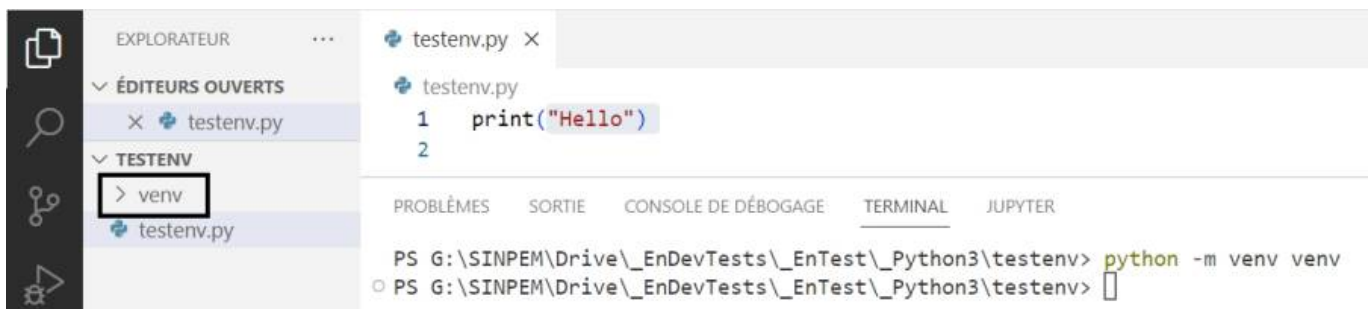 EXPLORATEUR ...
ÉDITEURS OUVERTS
testenv.py
TESTENV
venv
testenv.py
testenv.py
testenv.py
1 print("Hello")
2
PROBLÈMES SORTIE CONSOLE DE DÉBOGAGE TERMINAL JUPYTER
PS G:\SINPEM\Drive\_EnDevTests\_EnTest\_Python3\testenv> python -m venv venv
PS G:\SINPEM\Drive\_EnDevTests\_EnTest\_Python3\testenv>